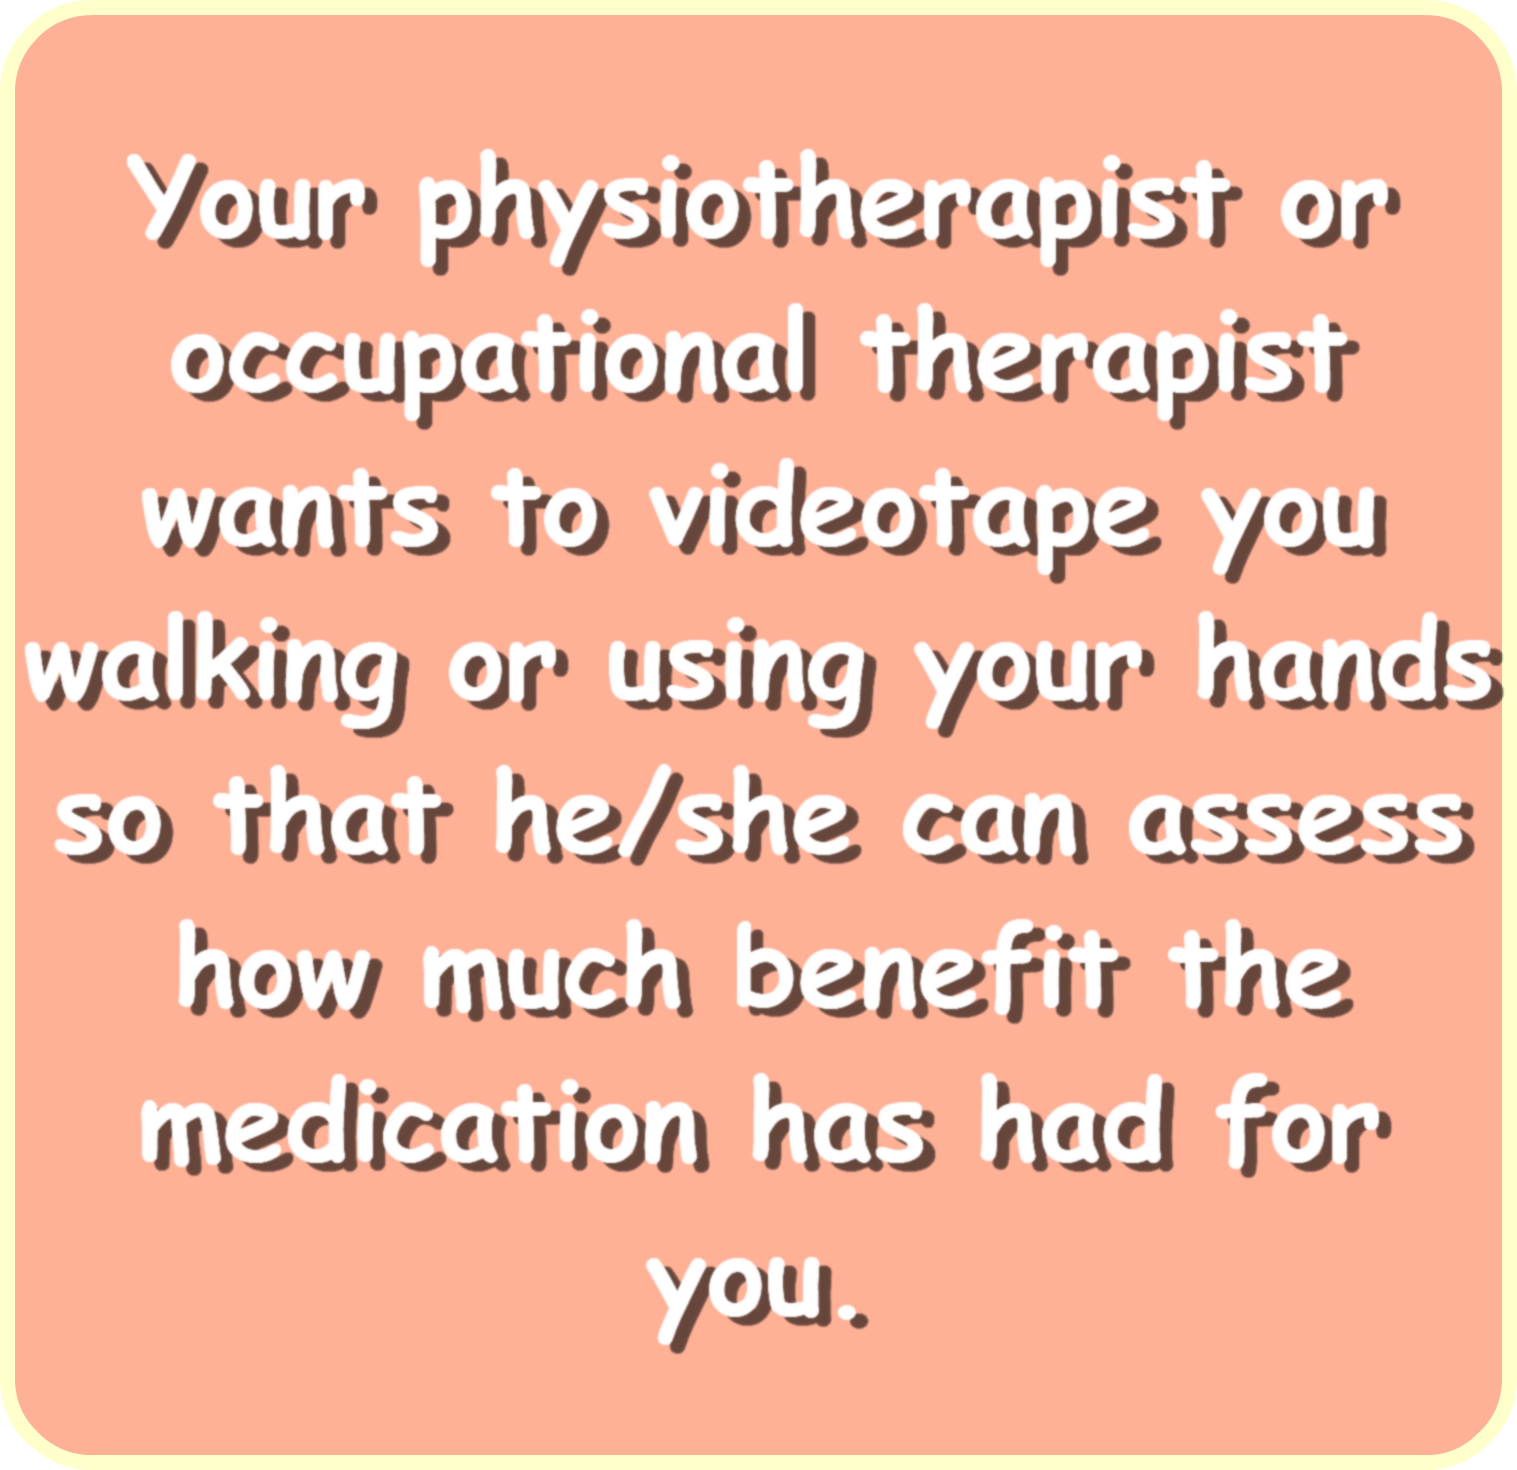 Your physiotherapist or
occupational therapist
wants to videotape you
walking or using your hands
so that he/she can assess
how much benefit the
medication has had for
you.